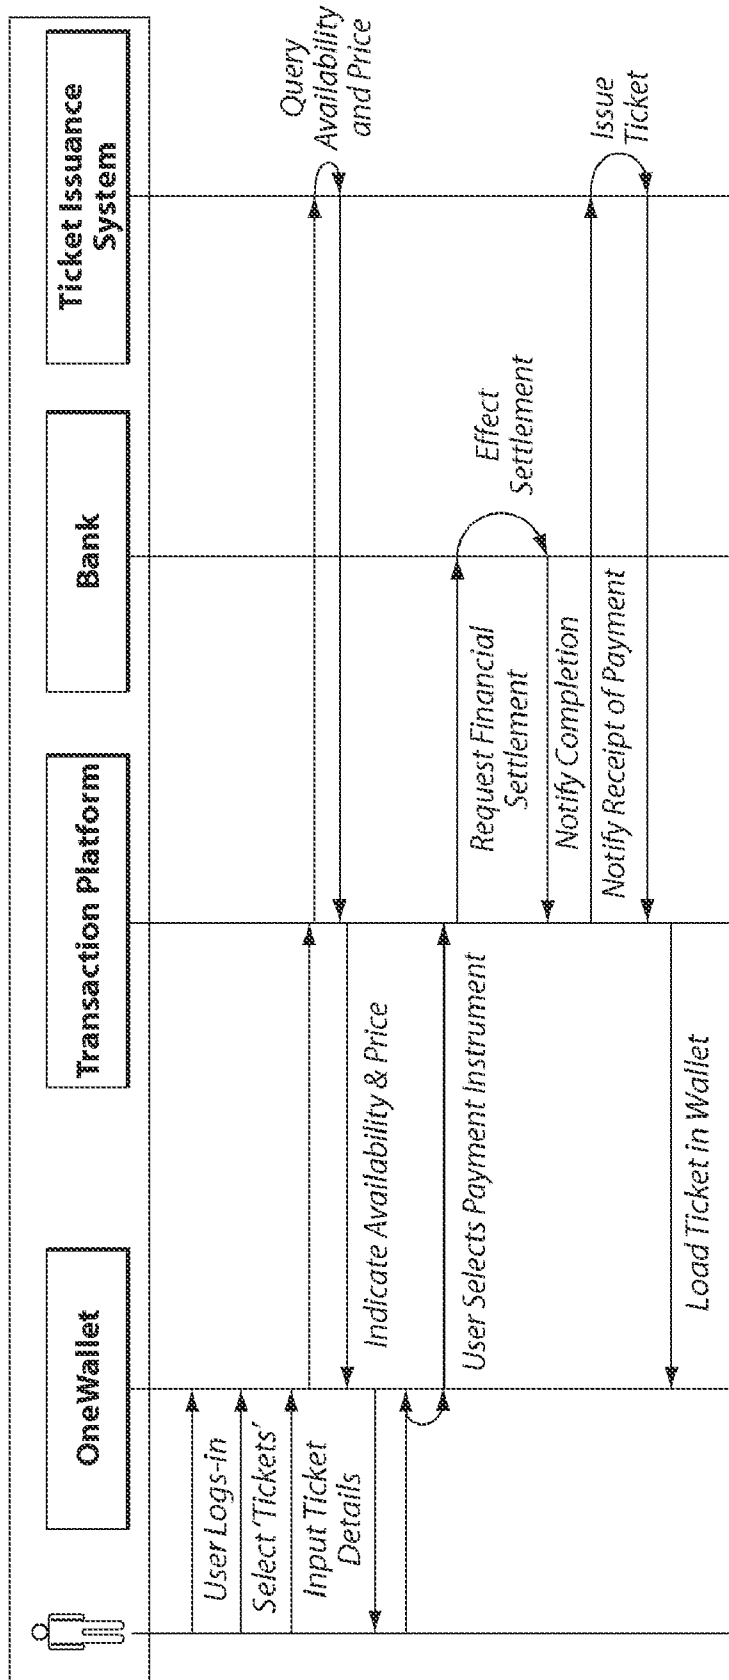 OneWallet
Transaction Platform
Bank
Ticket Issuance
System
User Logs-in
Select 'Tickets'
Input Ticket
Details
Query
Availability
and Price
Indicate Availability & Price
User Selects Payment Instrument
Request Financial
Settlement
Effect
Settlement
Notify Completion
Notify Receipt of Payment
Issue
Ticket
Load Ticket in Wallet